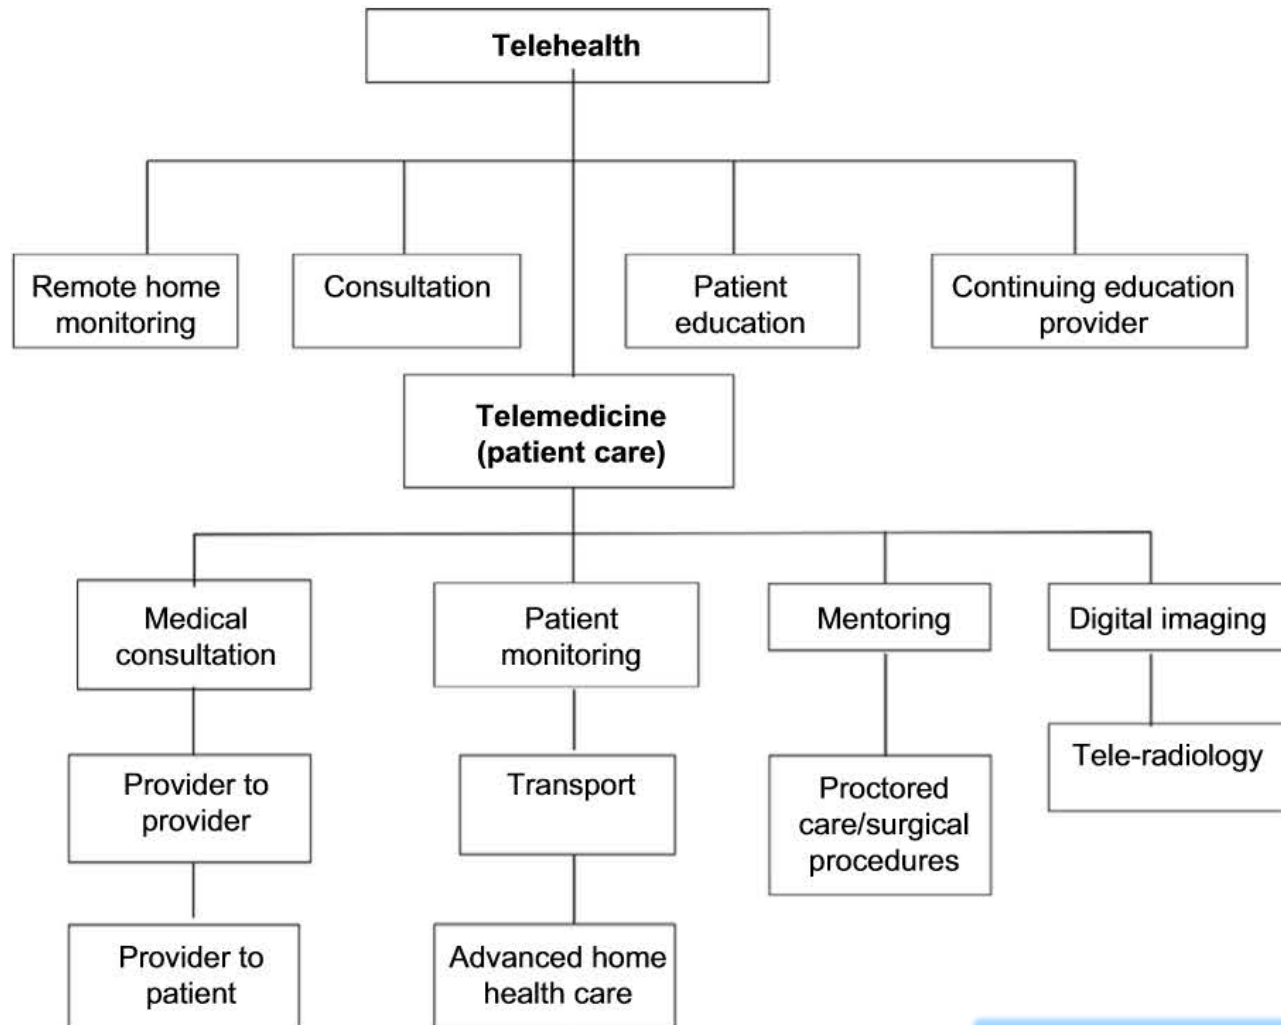 Telehealth
Remote home
monitoring
Consultation
Patient
education
Continuing education
provider
Telemedicine
(patient care)
Medical
consultation
Patient
monitoring
Mentoring
Digital imaging
Provider to
provider
Transport
Proctored
care/surgical
procedures
Tele-radiology
Provider to
patient
Advanced home
health care